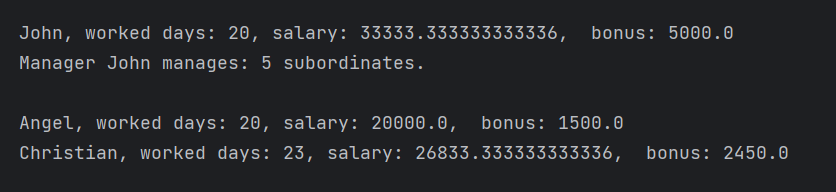 John, worked days: 20, salary: 33333.333333333336,  bonus: 5000.0
Manager John manages: 5 subordinates.
Angel, worked days: 20, salary: 20000.0,  bonus: 1500.0
Christian, worked days: 23, salary: 26833.333333333336,  bonus: 2450.0